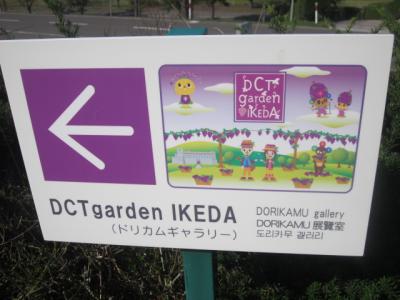 DCT
garden
IKEDA
DCTgarden IKEDA
(ドリカムギャラリー)
DORIKAMU gallery
DORIKAMU 展覽室
도리카무 갤러리